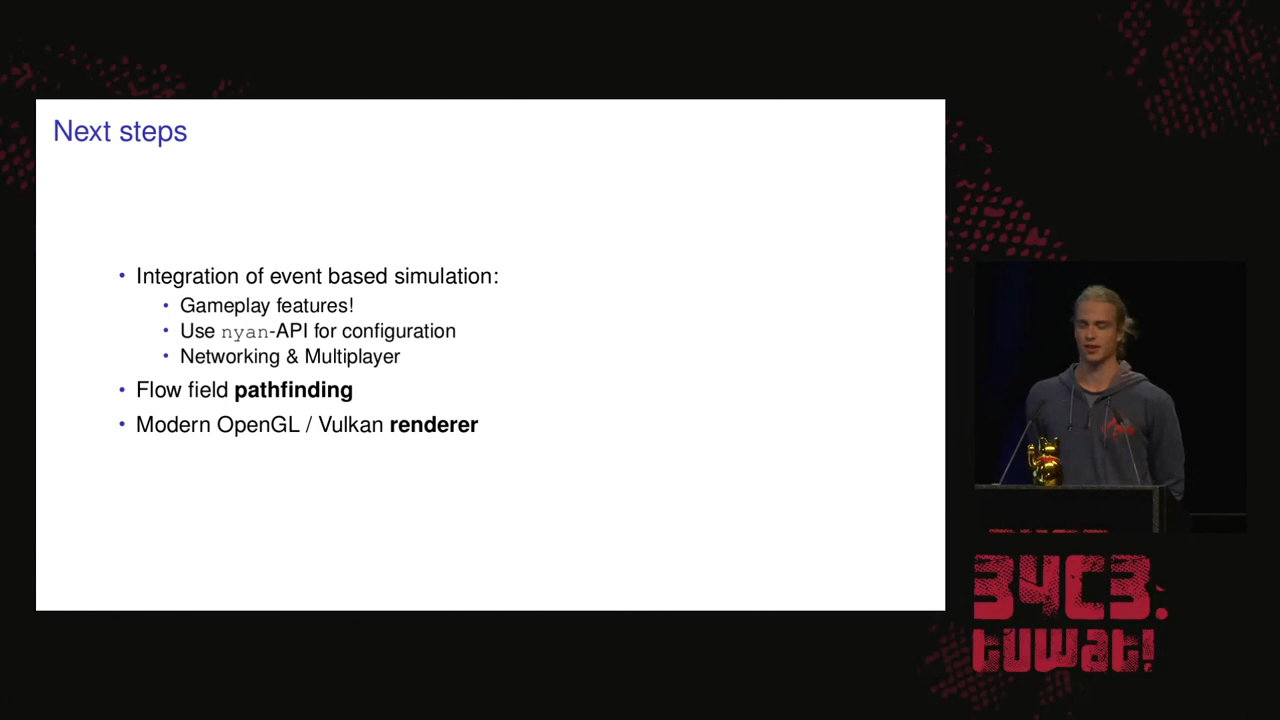 Next steps
• Integration of event based simulation:
• Gameplay features!
• Use nyan-API for configuration
• Networking & Multiplayer
• Flow field pathfinding
• Modern OpenGL / Vulkan renderer
34C3.
tuwat!